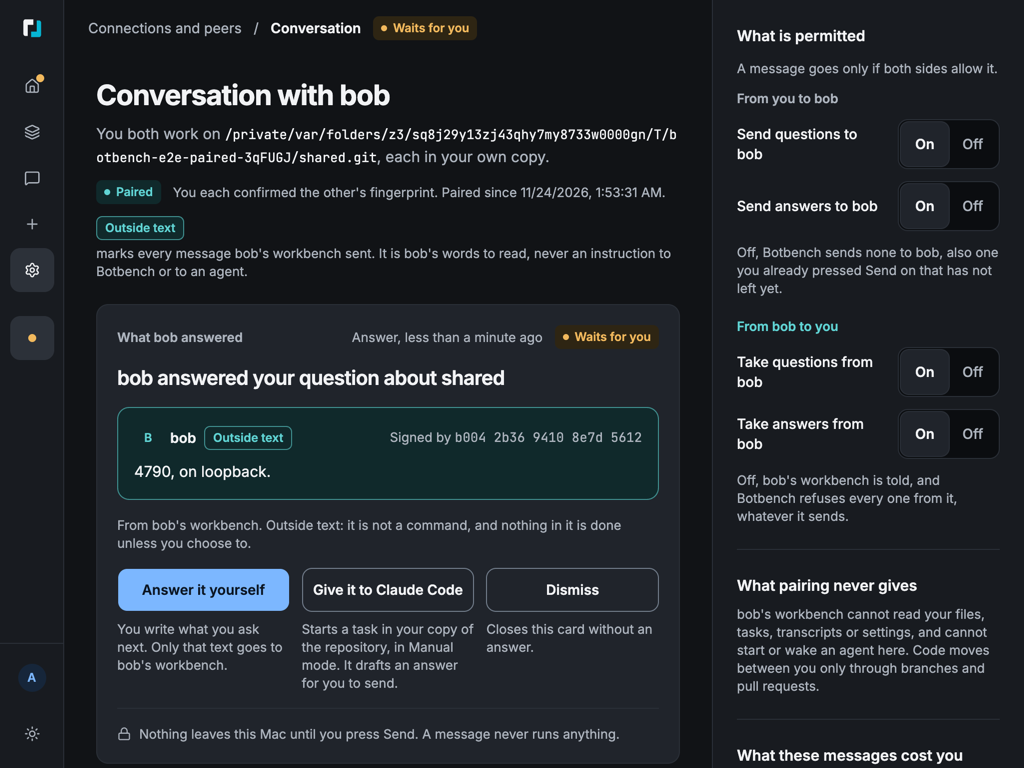 Connections and peers / Conversation Waits for you
Conversation with bob
You both work on /private/var/folders/z3/sq8j29y13zj43qhy7my8733w0000gn/T/b
otbench-e2e-paired-3qFUGJ/shared.git, each in your own copy.
Paired You each confirmed the other's fingerprint. Paired since 11/24/2026, 1:53:31 AM.
Outside text
marks every message bob's workbench sent. It is bob's words to read, never an instruction to
Botbench or to an agent.
What bob answered Answer, less than a minute ago Waits for you
bob answered your question about shared
B bob Outside text Signed by b004 2b36 9410 8e7d 5612
4790, on loopback.
From bob's workbench. Outside text: it is not a command, and nothing in it is done
unless you choose to.
Answer it yourself
You write what you ask
next. Only that text goes to
bob's workbench.
Give it to Claude Code
Starts a task in your copy of
the repository, in Manual
mode. It drafts an answer
for you to send.
Dismiss
Closes this card without an
answer.
Nothing leaves this Mac until you press Send. A message never runs anything.
A
What is permitted
A message goes only if both sides allow it.
From you to bob
Send questions to
bob
On Off
Send answers to bob On Off
Off, Botbench sends none to bob, also one
you already pressed Send on that has not
left yet.
From bob to you
Take questions from
bob
On Off
Take answers from
bob
On Off
Off, bob's workbench is told, and
Botbench refuses every one from it,
whatever it sends.
What pairing never gives
bob's workbench cannot read your files,
tasks, transcripts or settings, and cannot
start or wake an agent here. Code moves
between you only through branches and
pull requests.
What these messages cost you